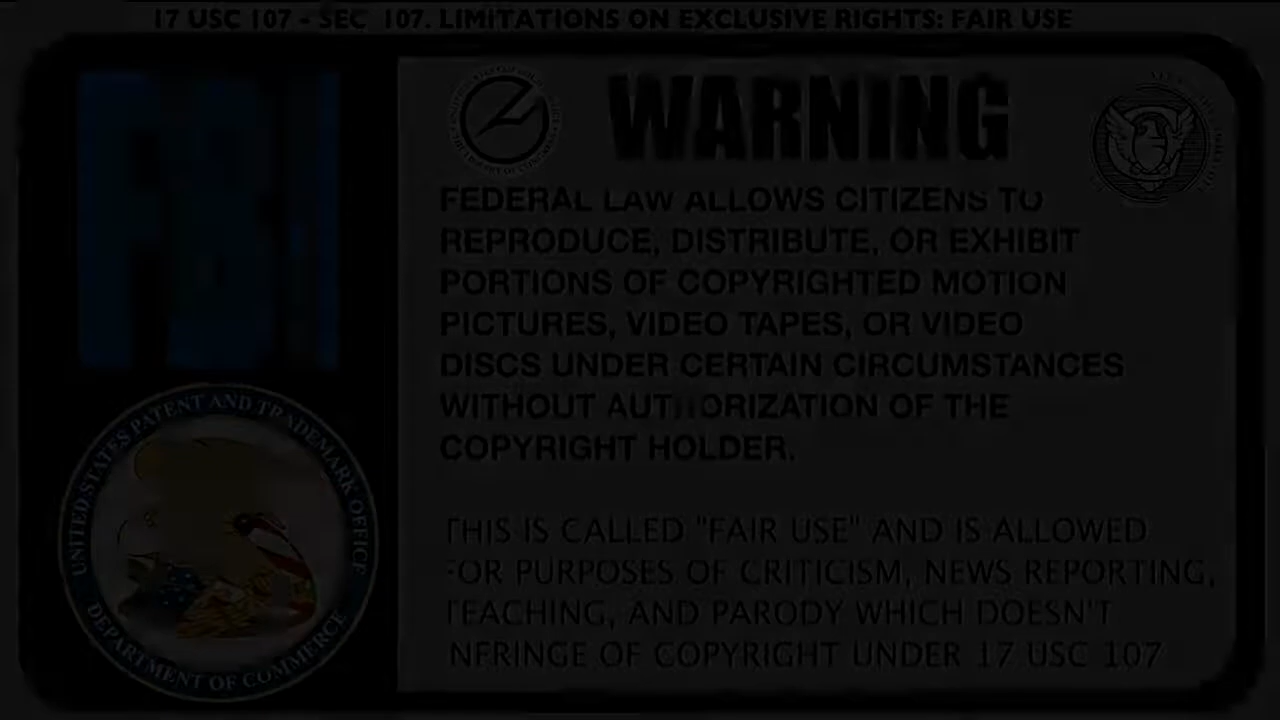 17 USC 107 - SEC 107. LIMITATIONS ON EXCLUSIVE RIGHTS: FAIR USE
FBI
WARNING
FEDERAL LAW ALLOWS CITIZENS TO
REPRODUCE, DISTRIBUTE, OR EXHIBIT
PORTIONS OF COPYRIGHTED MOTION
PICTURES, VIDEO TAPES, OR VIDEO
DISCS UNDER CERTAIN CIRCUMSTANCES
WITHOUT AUTHORIZATION OF THE
COPYRIGHT HOLDER.
THIS IS CALLED "FAIR USE" AND IS ALLOWED
FOR PURPOSES OF CRITICISM, NEWS REPORTING,
TEACHING, AND PARODY WHICH DOESN'T
INFRINGE OF COPYRIGHT UNDER 17 USC 107
UNITED STATES PATENT AND TRADEMARK OFFICE
DEPARTMENT OF COMMERCE